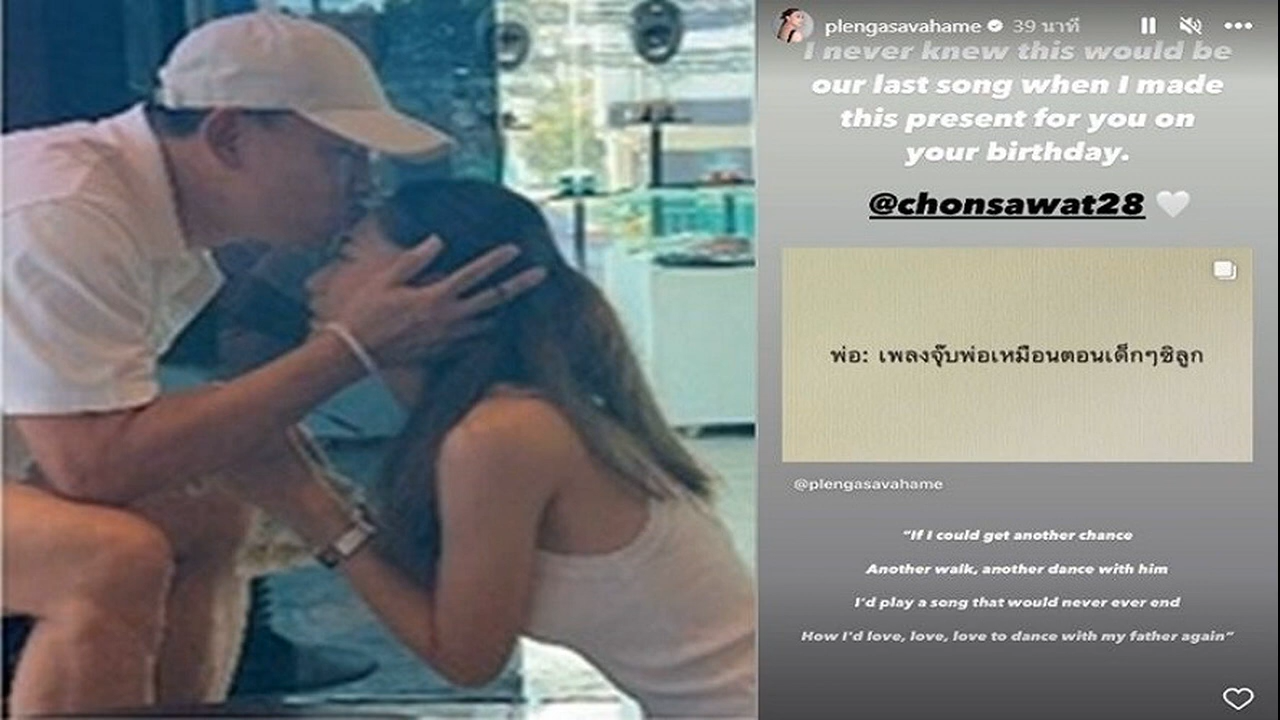 plengasavahame 39 นาที
I never knew this would be
our last song when I made
this present for you on
your birthday.
@chonsawat28
พ่อ: เพลงจุ๊บพ่อเหมือนตอนเด็กๆซิลูก
@plengasavahame
"If I could get another chance
Another walk, another dance with him
I'd play a song that would never ever end
How I'd love, love, love to dance with my father again"